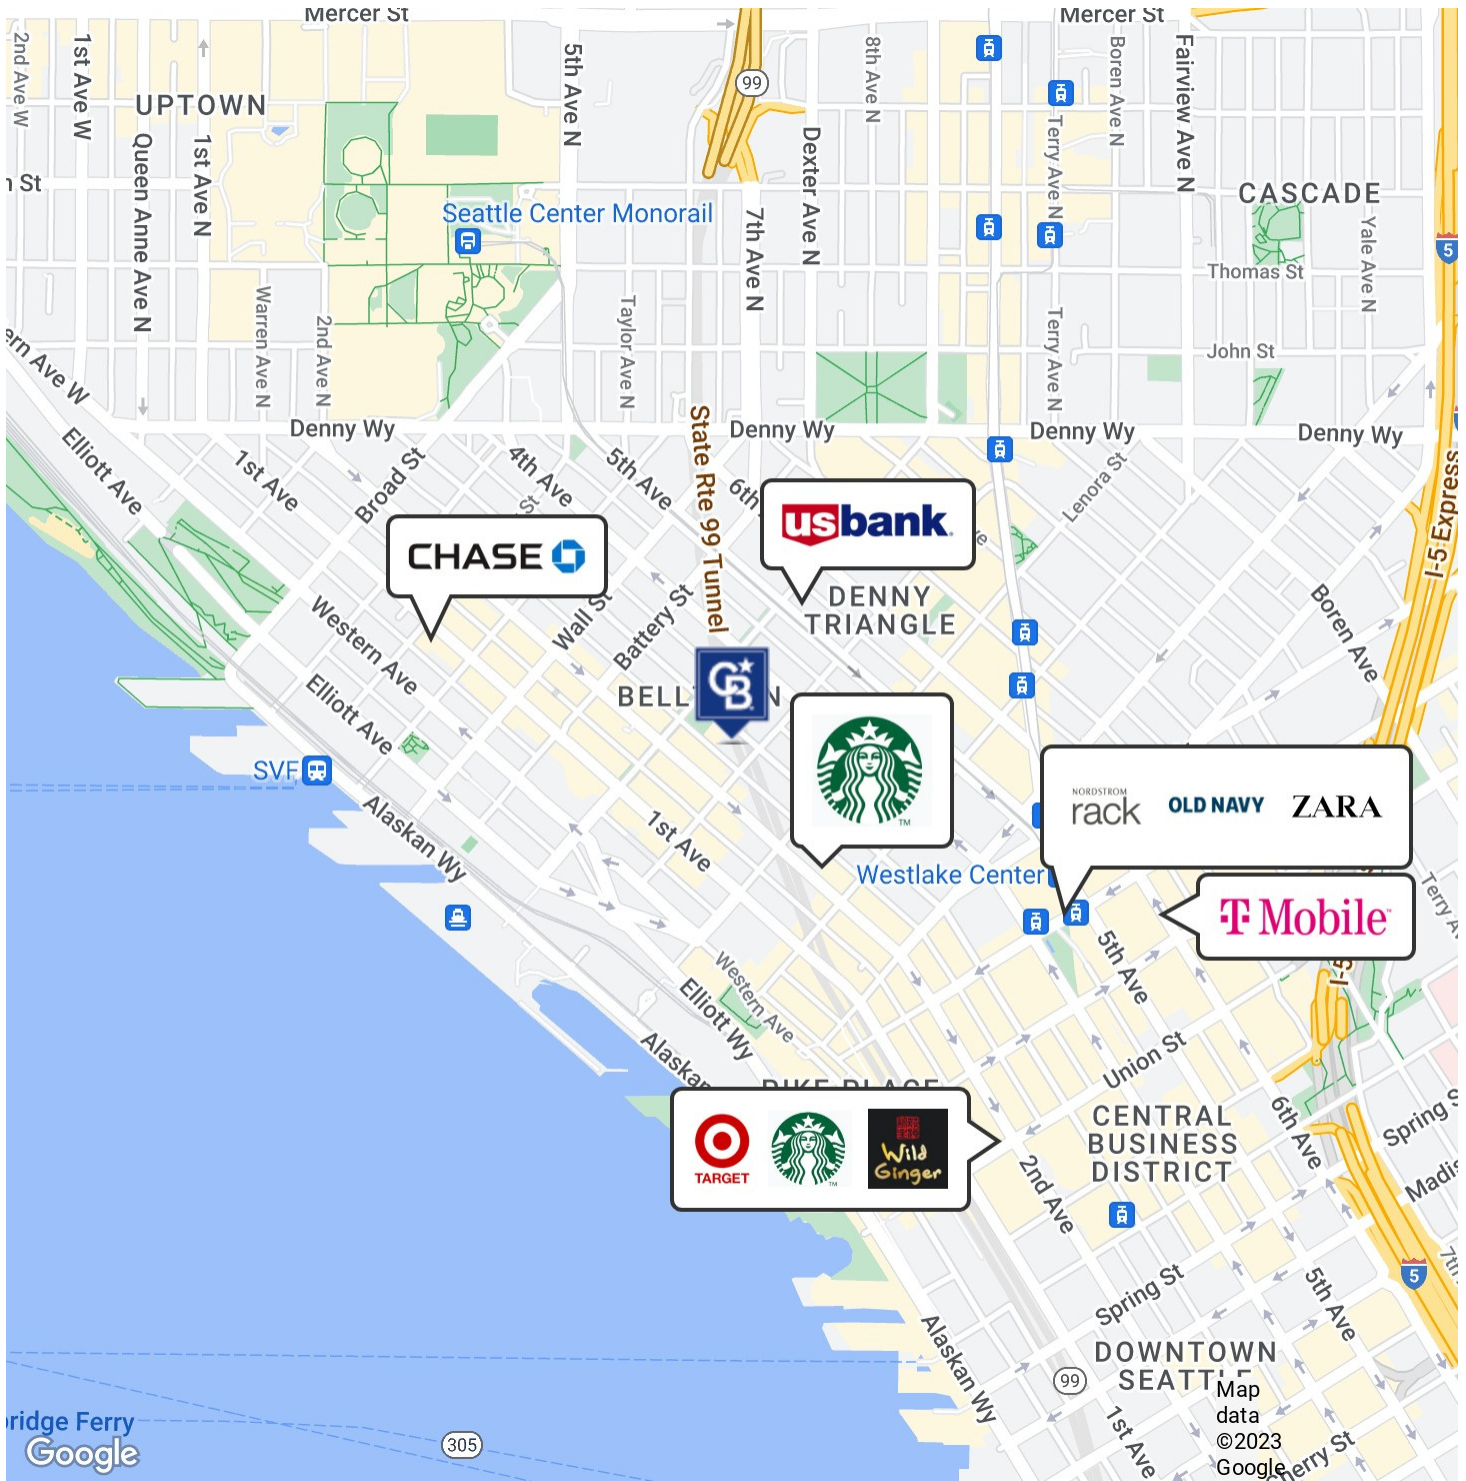 Mercer St
Mercer St
2nd Ave W
1st Ave W
5th Ave N
99
8th Ave N
Boren Ave N
Fairview Ave N
UPTOWN
Queen Anne Ave N
1st Ave N
Dexter Ave N
Terry Ave N
CASCADE
Seattle Center Monorail
7th Ave N
Yale Ave N
5
Thomas St
Warren Ave N
2nd Ave N
Taylor Ave N
Terry Ave N
John St
Denny Wy
Denny Wy
Denny Wy
Denny Wy
Elliott Ave
1st Ave
Broad St
4th Ave
5th Ave
State Rte 99 Tunnel
6th
Lenora St
I-5 Express
CHASE
usbank
DENNY
TRIANGLE
Western Ave
Wall St
Battery St
Boren Ave
Elliott Ave
CB
SVF
Alaskan Wy
1st Ave
NORDSTROM
rack
OLD NAVY
ZARA
Westlake Center
T Mobile
5th Ave
I-5
Western Ave
Elliott Wy
Alaskan
Union St
TARGET
Wild
Ginger
CENTRAL
BUSINESS
DISTRICT
6th Ave
Spring S
2nd Ave
Spring St
5th Ave
5
Alaskan Wy
DOWNTOWN
SEATTLE
99
1st Ave
305
Google
Map
data
©2023
Google